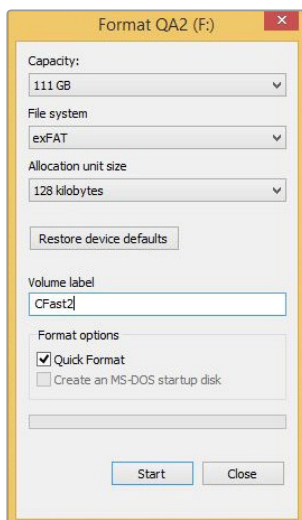 Format QA2 (F:)
Capacity:
111 GB
File system
exFAT
Allocation unit size
128 kilobytes
Restore device defaults
Volume label
CFast2
Format options
Quick Format
Create an MS-DOS startup disk
Start Close